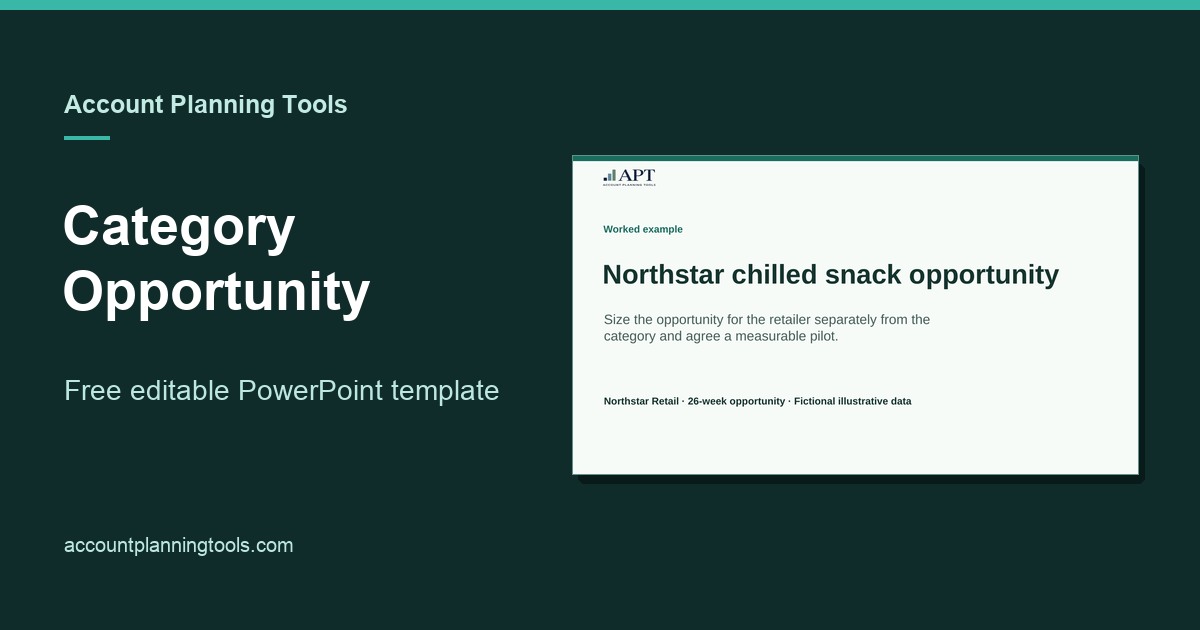 Account Planning Tools
Category
Opportunity
Free editable PowerPoint template
accountplanningtools.com
APT
ACCOUNT PLANNING TOOLS
Worked example
Northstar chilled snack opportunity
Size the opportunity for the retailer separately from the
category and agree a measurable pilot.
Northstar Retail · 26-week opportunity · Fictional illustrative data